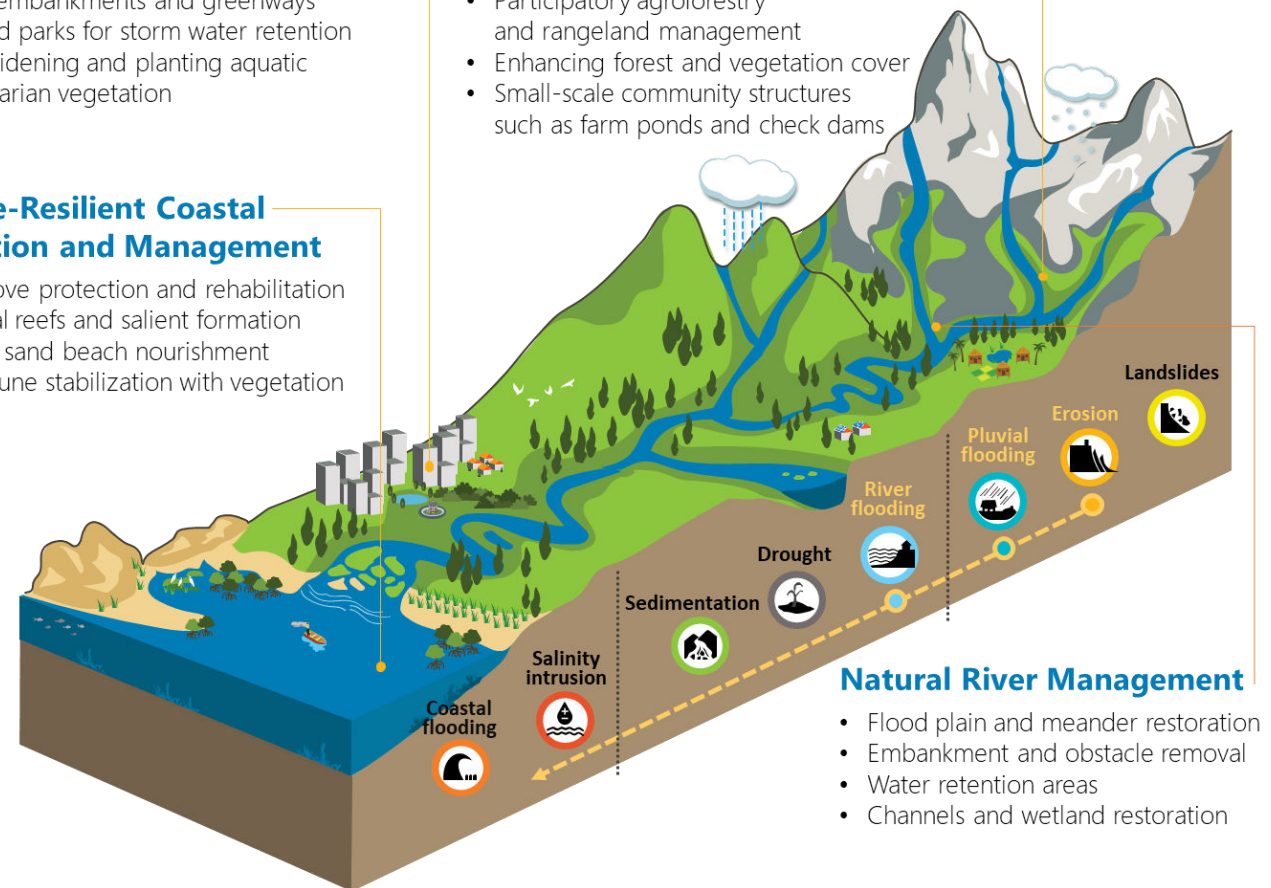 embankments and greenways
d parks for storm water retention
idening and planting aquatic
arian vegetation
• Participatory agroforestry
and rangeland management
• Enhancing forest and vegetation cover
• Small-scale community structures
such as farm ponds and check dams
e-Resilient Coastal
tion and Management
ove protection and rehabilitation
al reefs and salient formation
sand beach nourishment
une stabilization with vegetation
Landslides
Erosion
Pluvial
flooding
River
flooding
Drought
Sedimentation
Salinity
intrusion
Coastal
flooding
Natural River Management
• Flood plain and meander restoration
• Embankment and obstacle removal
• Water retention areas
• Channels and wetland restoration